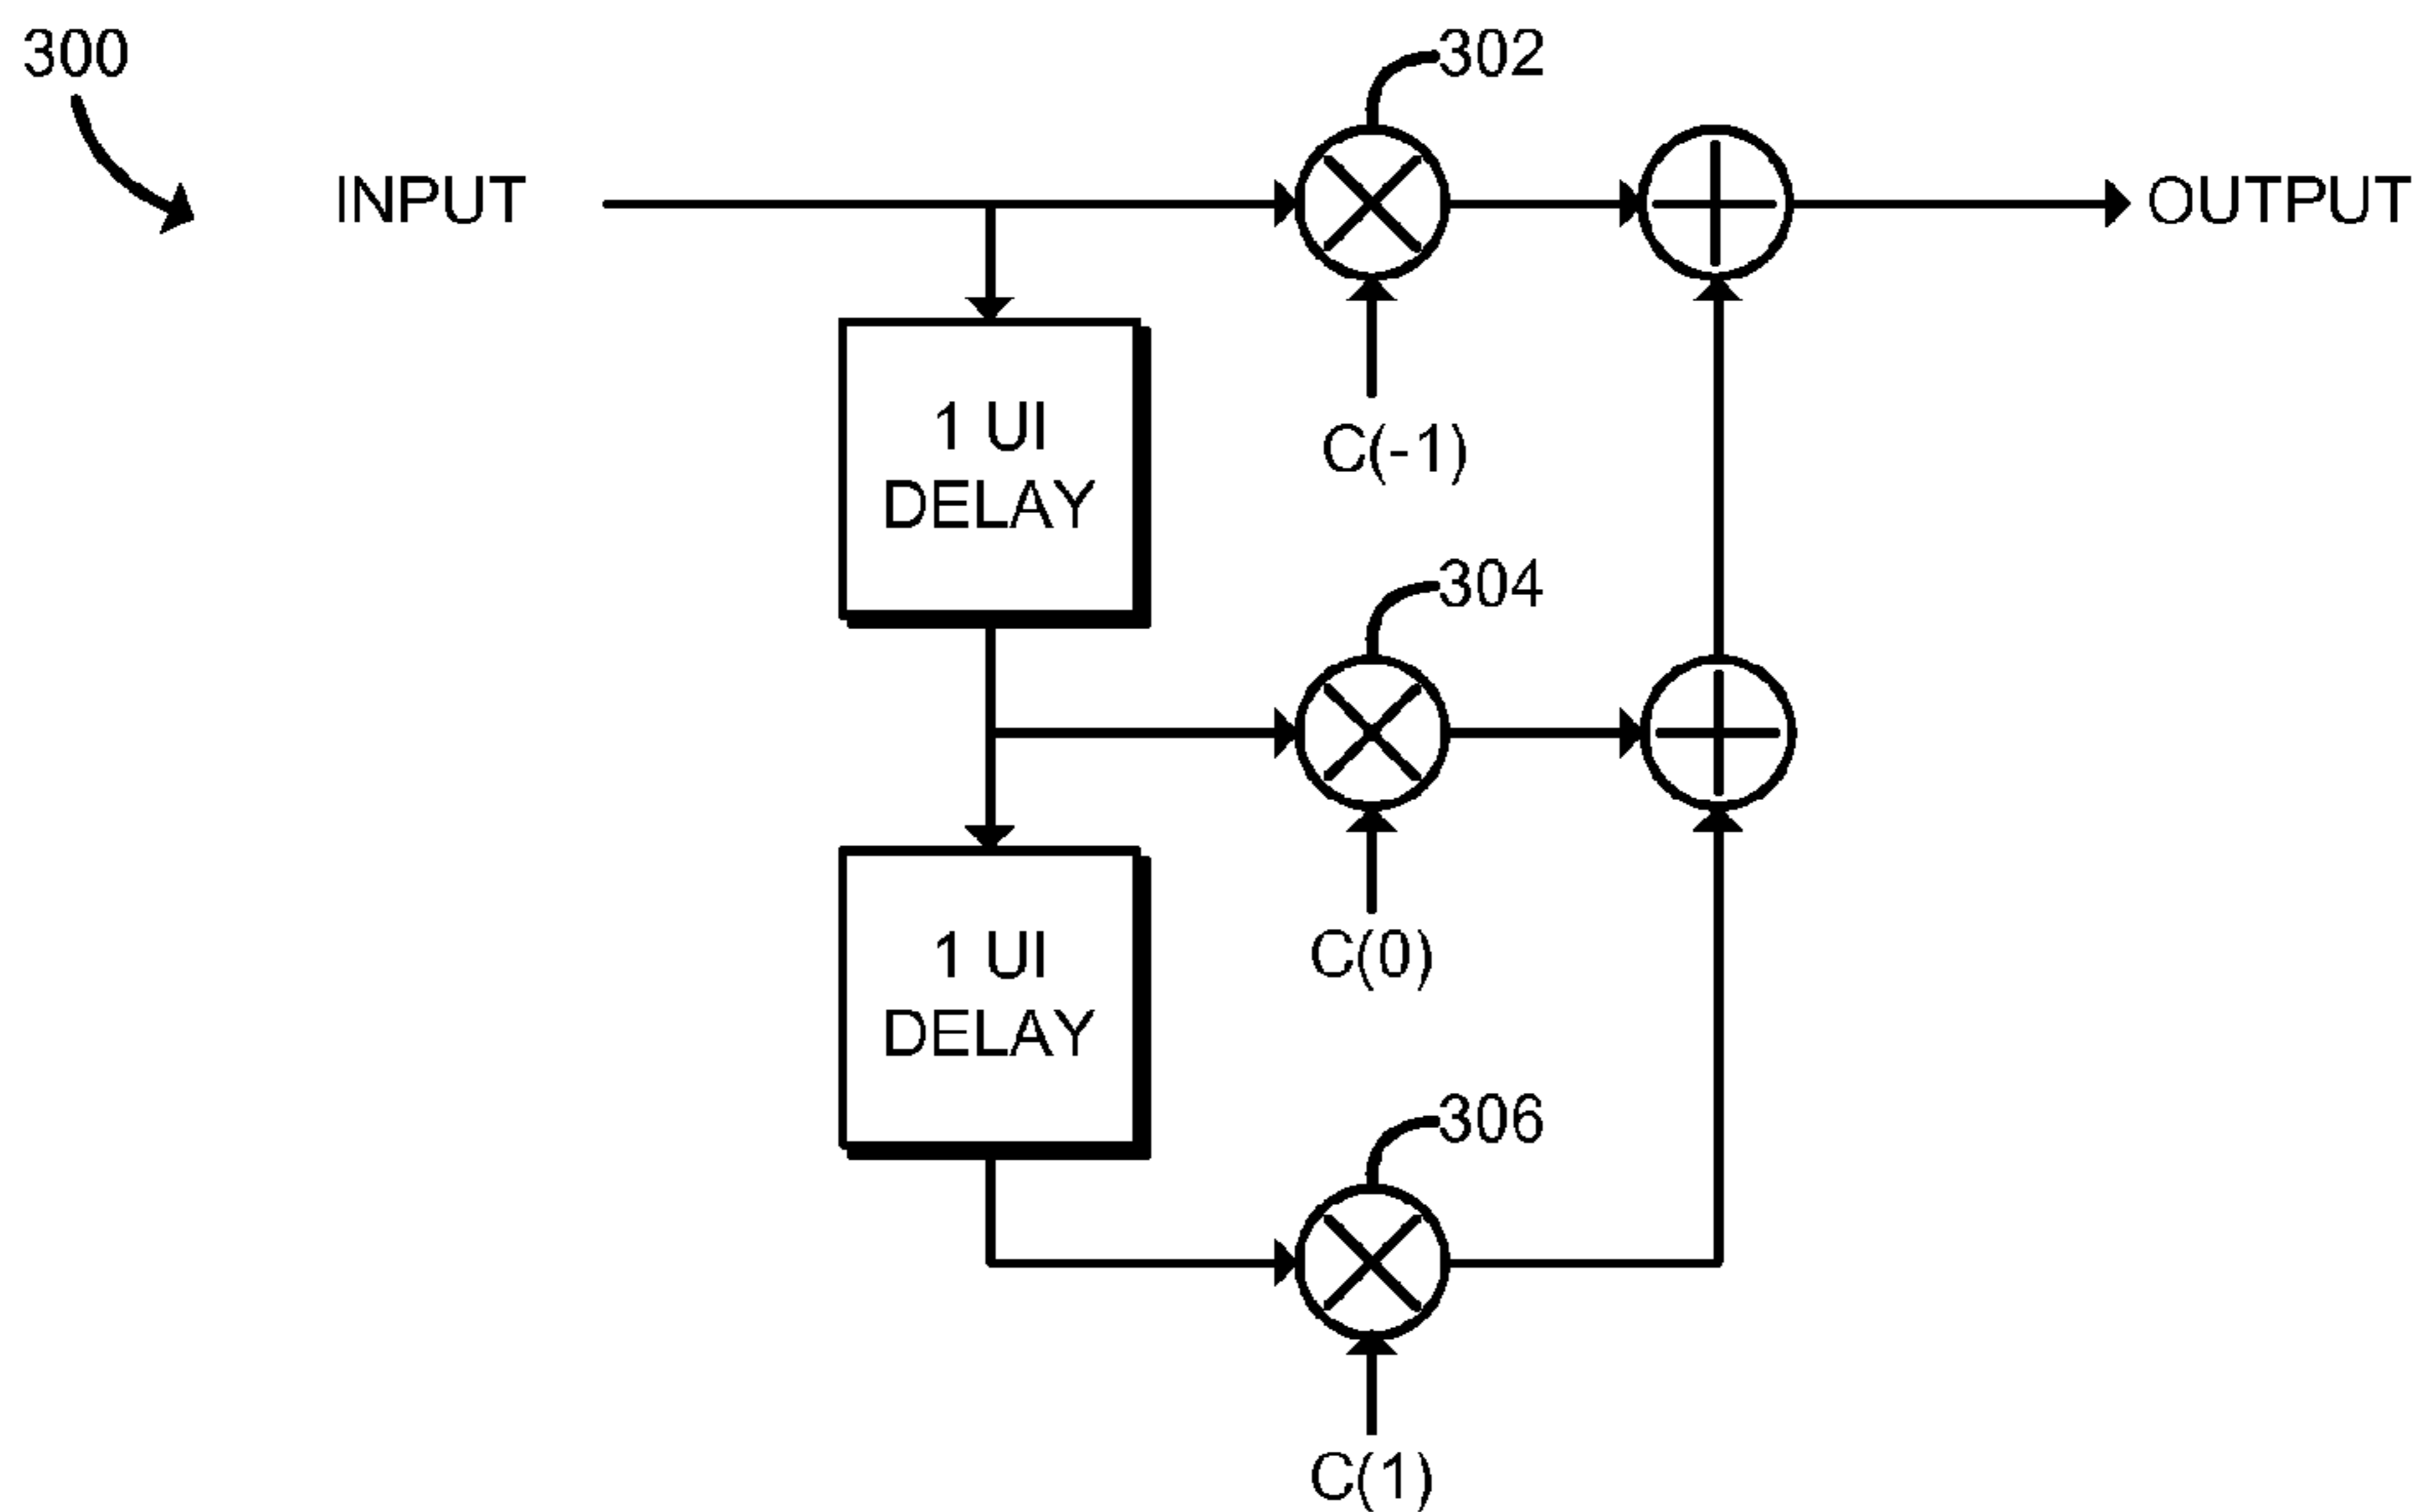 300
302
INPUT
OUTPUT
1 UI
DELAY
C(-1)
304
1 UI
DELAY
C(0)
306
C(1)